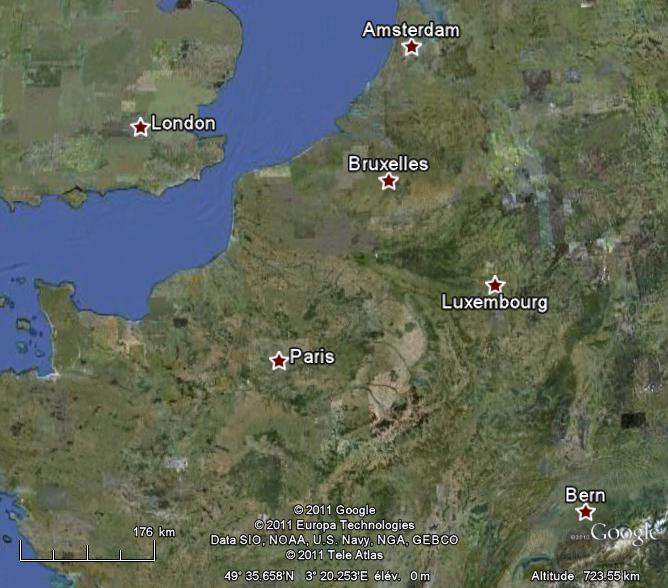 Amsterdam
London
Bruxelles
Luxembourg
Paris
Bern
© 2011 Google
© 2011 Europa Technologies
Data SIO, NOAA, U.S. Navy, NGA, GEBCO
© 2011 Tele Atlas
©2010 Google
176 km
49° 35.658'N 3° 20.253'E élév. 0 m
Altitude 723.55 km